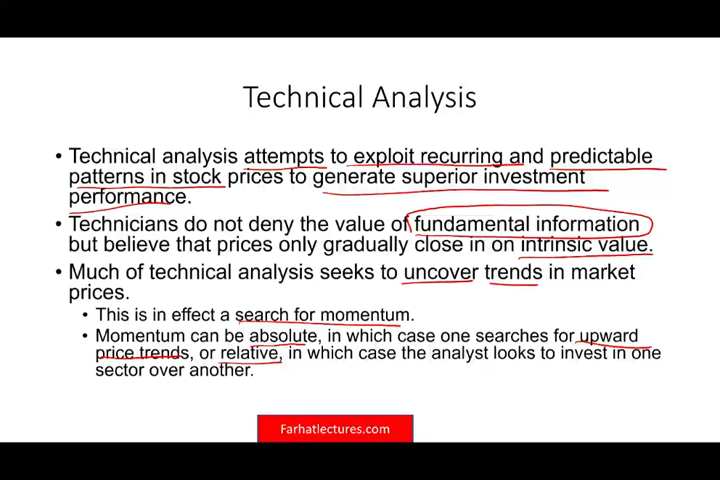 Technical Analysis
• Technical analysis attempts to exploit recurring and predictable
patterns in stock prices to generate superior investment
performance.
• Technicians do not deny the value of fundamental information
but believe that prices only gradually close in on intrinsic value.
• Much of technical analysis seeks to uncover trends in market
prices.
• This is in effect a search for momentum.
• Momentum can be absolute, in which case one searches for upward
price trends, or relative, in which case the analyst looks to invest in one
sector over another.
Farhatlectures.com